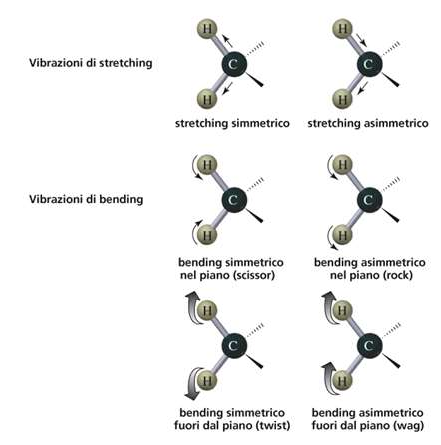 H H
Vibrazioni di stretching C C
H H
stretching simmetrico stretching asimmetrico
H H
Vibrazioni di bending C C
H H
bending simmetrico bending asimmetrico
nel piano (scissor) nel piano (rock)
H H
C C
H H
bending simmetrico bending asimmetrico
fuori dal piano (twist) fuori dal piano (wag)